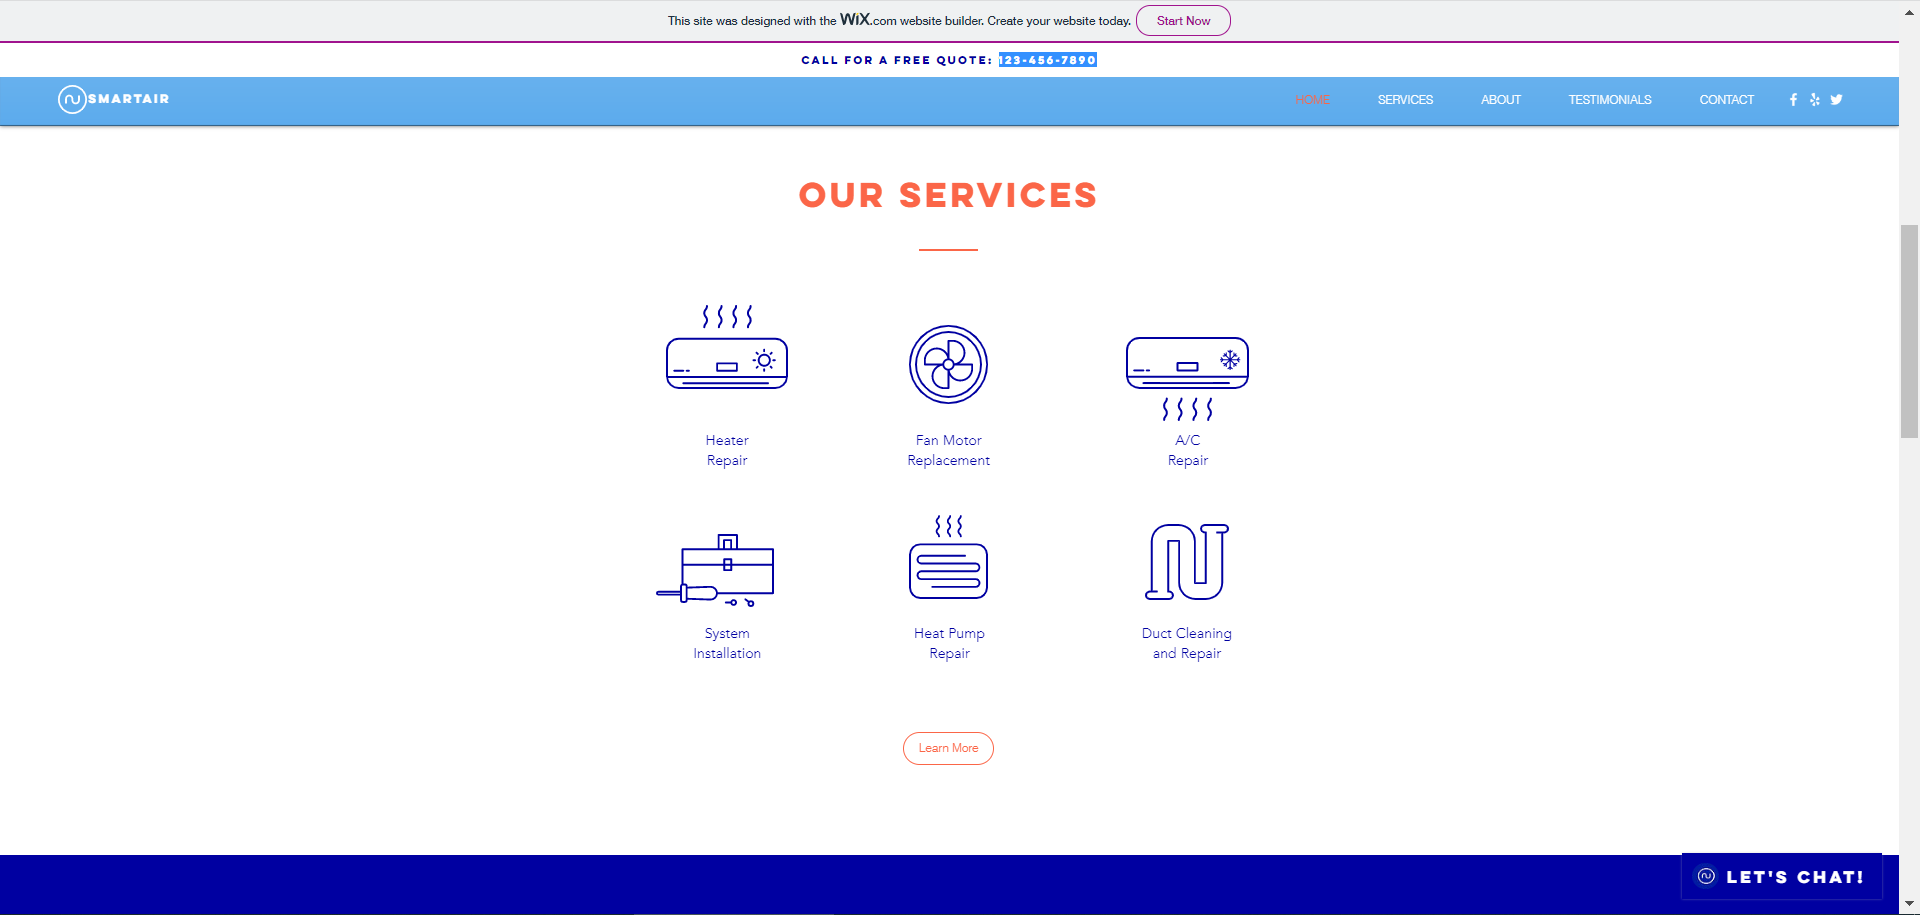 This site was designed with the WiX.com website builder. Create your website today. Start Now
CALL FOR A FREE QUOTE: 123-456-7890
SMARTAIR HOME SERVICES ABOUT TESTIMONIALS CONTACT
OUR SERVICES
Heater
Repair
Fan Motor
Replacement
A/C
Repair
System
Installation
Heat Pump
Repair
Duct Cleaning
and Repair
Learn More
LET'S CHAT!